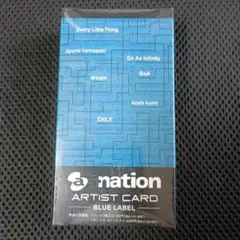 Every Little Thing
ayumi hamasaki
Do As Infinity
dream
BoA
koda kumi
EXILE
a nation
ARTIST CARD
BLUE LABEL